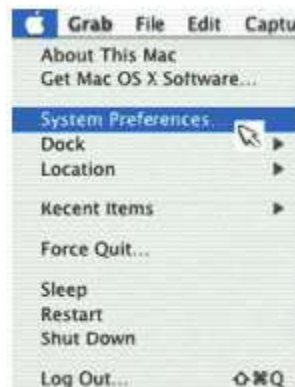 Grab File Edit Captu
About This Mac
Get Mac OS X Software...
System Preferences...
Dock
Location
Recent Items
Force Quit...
Sleep
Restart
Shut Down
Log Out... ⇧⌘Q